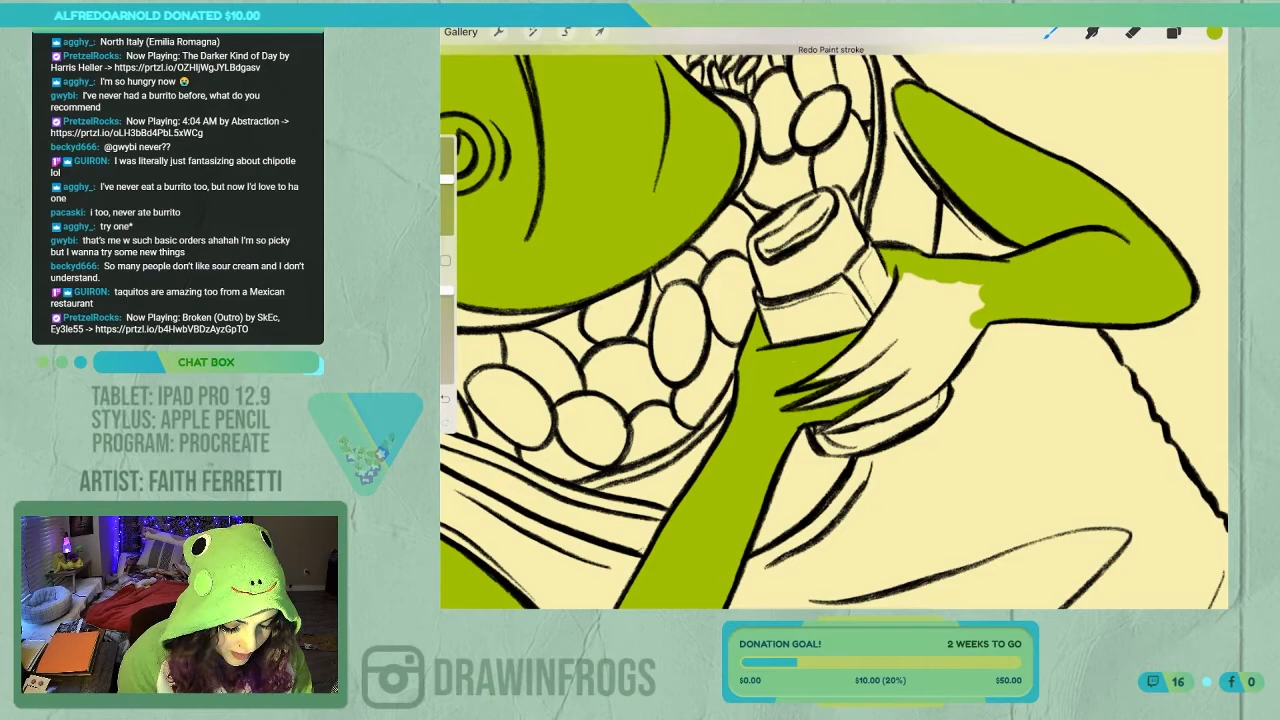 ALFREDOARNOLD DONATED $10.00
agghy_: North Italy (Emilia Romagna)
PretzelRocks: Now Playing: The Darker Kind of Day by
Harris Heller -> https://prtzl.io/OZHljWgJYLBdgasv
agghy_: I'm so hungry now 😭
gwybi: I've never had a burrito before, what do you
recommend
PretzelRocks: Now Playing: 4:04 AM by Abstraction ->
https://prtzl.io/oLH3bBd4PbL5xWCg
beckyd666: @gwybi never??
GUIR0N: I was literally just fantasizing about chipotle
lol
agghy_: I've never eat a burrito too, but now I'd love to ha
one
pacaski: i too, never ate burrito
agghy_: try one*
gwybi: that's me w such basic orders ahahah I'm so picky
but I wanna try some new things
beckyd666: So many people don't like sour cream and I don't
understand.
GUIR0N: taquitos are amazing too from a Mexican
restaurant
PretzelRocks: Now Playing: Broken (Outro) by SkEc,
Ey3le55 -> https://prtzl.io/b4HwbVBDzAyzGpTO
CHAT BOX
TABLET: IPAD PRO 12.9
STYLUS: APPLE PENCIL
PROGRAM: PROCREATE
ARTIST: FAITH FERRETTI
Gallery
Redo Paint stroke
DRAWINFROGS
DONATION GOAL! 2 WEEKS TO GO
$0.00 $10.00 (20%) $50.00
16 0